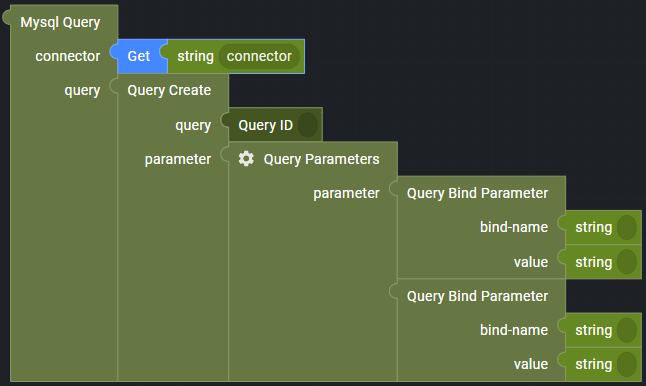 Mysql Query
connector Get string connector
query Query Create
query Query ID
parameter Query Parameters
parameter Query Bind Parameter
bind-name string
value string
Query Bind Parameter
bind-name string
value string